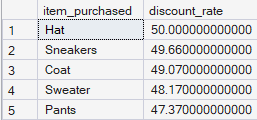 item_purchased discount_rate
1 Hat 50.000000000000
2 Sneakers 49.660000000000
3 Coat 49.070000000000
4 Sweater 48.170000000000
5 Pants 47.370000000000